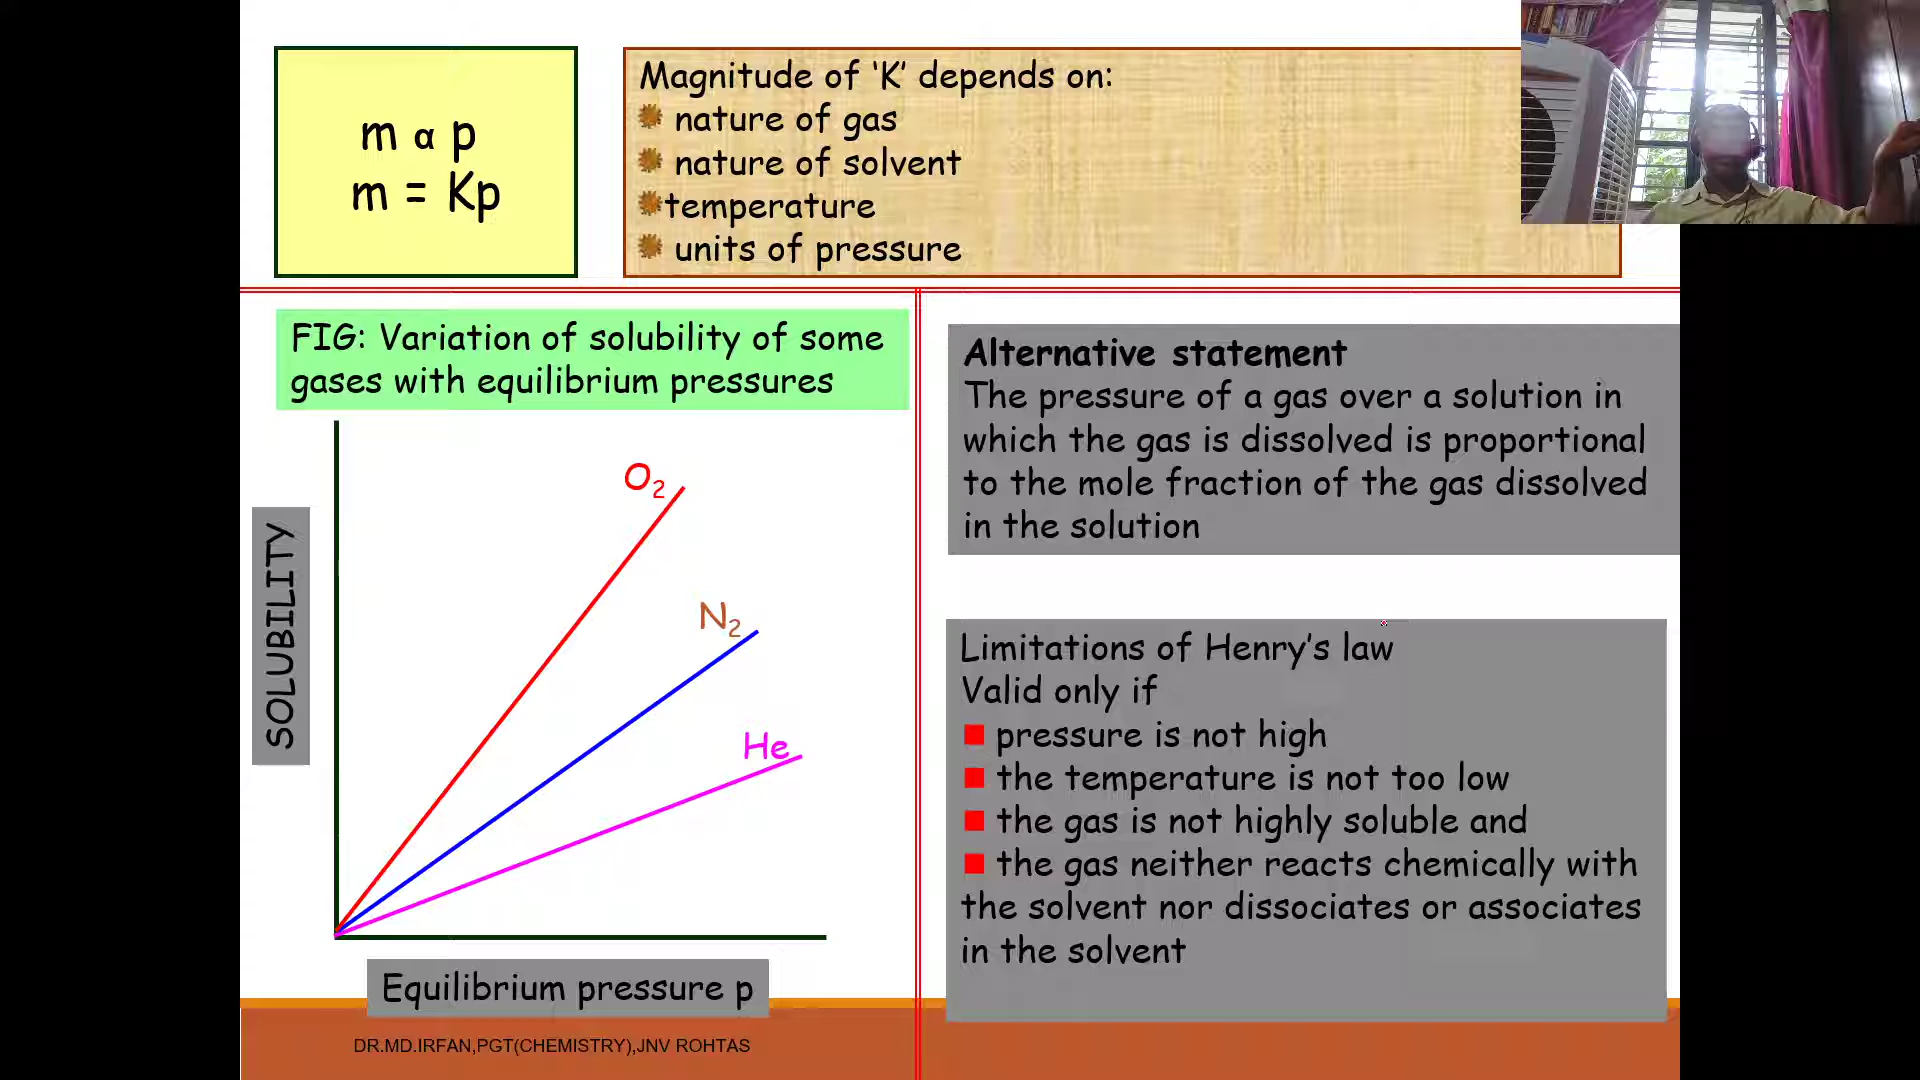 m α p
m = Kp
Magnitude of ‘K’ depends on:
nature of gas
nature of solvent
temperature
units of pressure
FIG: Variation of solubility of some
gases with equilibrium pressures
SOLUBILITY
O₂
N₂
He
Equilibrium pressure p
Alternative statement
The pressure of a gas over a solution in
which the gas is dissolved is proportional
to the mole fraction of the gas dissolved
in the solution
Limitations of Henry’s law
Valid only if
pressure is not high
the temperature is not too low
the gas is not highly soluble and
the gas neither reacts chemically with
the solvent nor dissociates or associates
in the solvent
DR.MD.IRFAN,PGT(CHEMISTRY),JNV ROHTAS